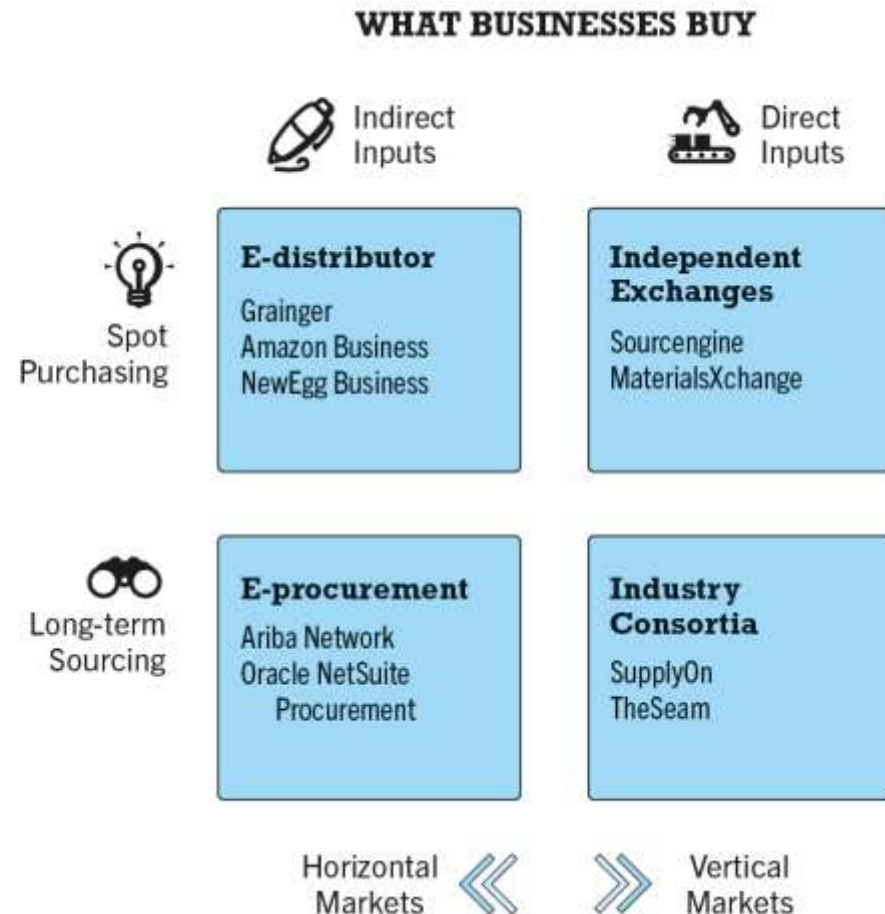 WHAT BUSINESSES BUY
Indirect
Inputs
Direct
Inputs
Spot
Purchasing
E-distributor
Grainger
Amazon Business
NewEgg Business
Independent
Exchanges
Sourcengine
MaterialsXchange
Long-term
Sourcing
E-procurement
Ariba Network
Oracle NetSuite
Procurement
Industry
Consortia
SupplyOn
TheSeam
Horizontal
Markets
Vertical
Markets